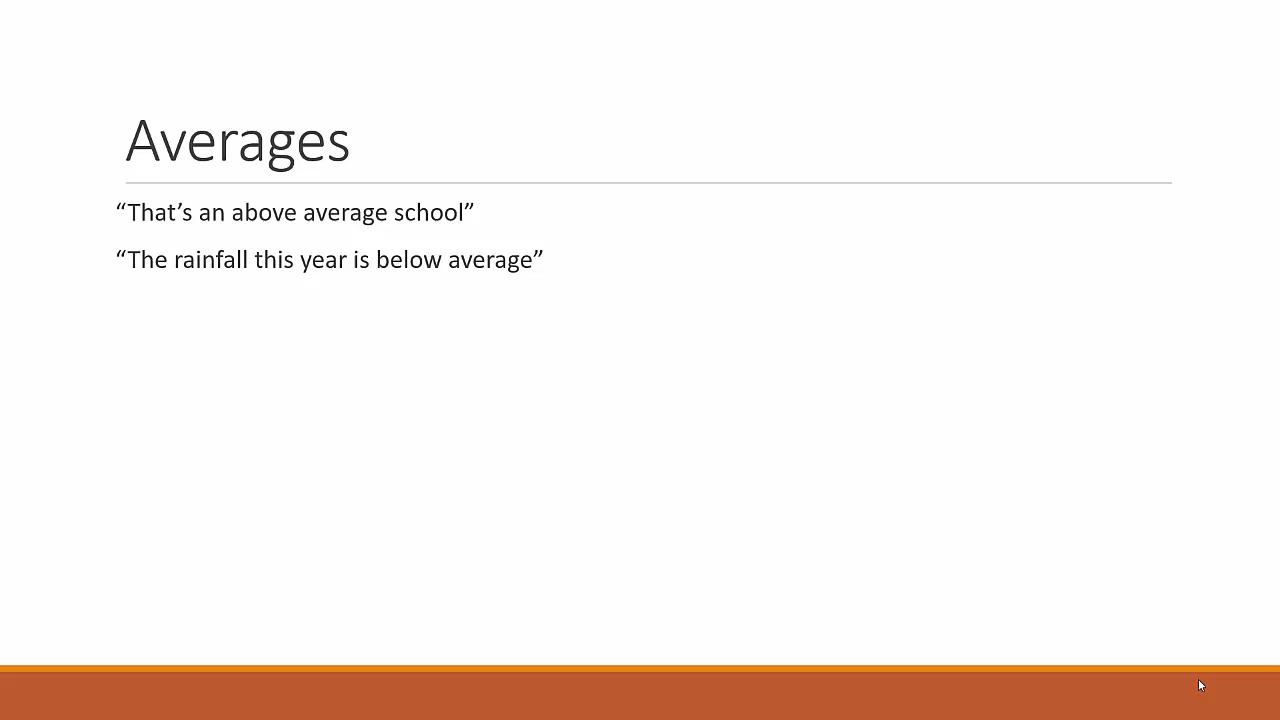 Averages
“That’s an above average school”
“The rainfall this year is below average”